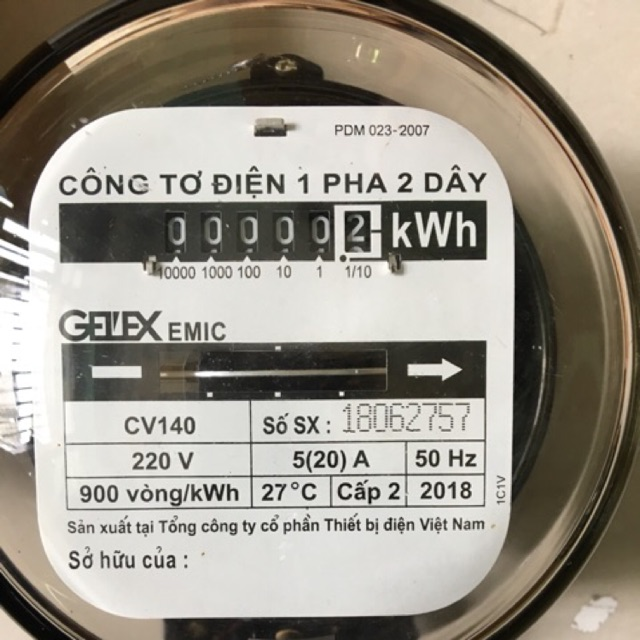 PDM 023-2007
CÔNG TƠ ĐIỆN 1 PHA 2 DÂY
0 0 0 0 0 2 kWh
10000 1000 100 10 1 1/10
GELEX EMIC
CV140 Số SX : 18062757
220 V 5(20) A 50 Hz
900 vòng/kWh 27°C Cấp 2 2018
1C1V
Sản xuất tại Tổng công ty cổ phần Thiết bị điện Việt Nam
Sở hữu của :